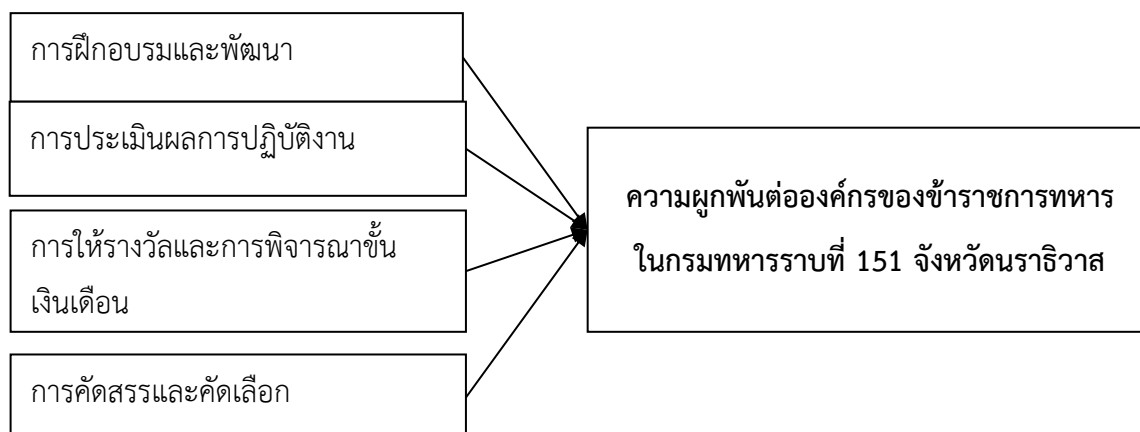 การฝึกอบรมและพัฒนา
การประเมินผลการปฏิบัติงาน
การให้รางวัลและการพิจารณาขั้น
เงินเดือน
การคัดสรรและคัดเลือก
ความผูกพันต่อองค์กรของข้าราชการทหาร
ในกรมทหารราบที่ 151 จังหวัดนราธิวาส